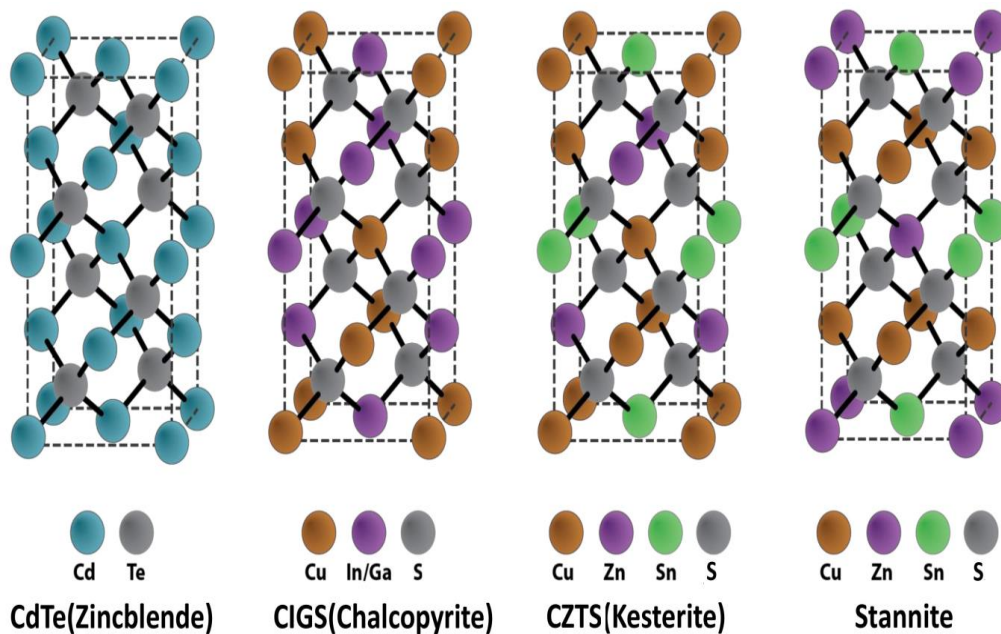 Cd Te
Cu In/Ga S
Cu Zn Sn S
Cu Zn Sn S
CdTe(Zincblende)
CIGS(Chalcopyrite)
CZTS(Kesterite)
Stannite